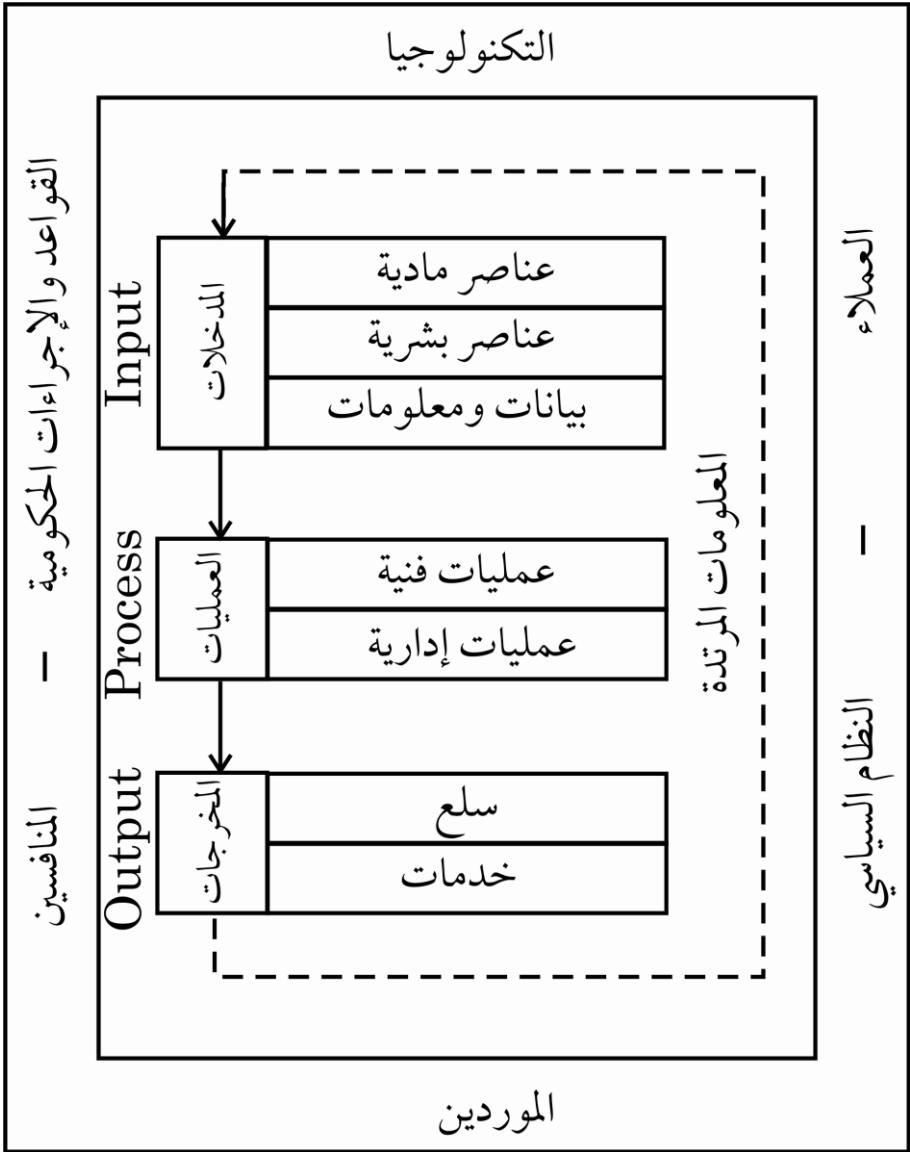 التكنولوجيا
القواعد والإجراءات الحكومية – المنافسين
العملاء – النظام السياسي
Input
المدخلات
عناصر مادية
عناصر بشرية
بيانات ومعلومات
Process
العمليات
عمليات فنية
عمليات إدارية
المعلومات المرتدة
Output
المخرجات
سلع
خدمات
الموردين